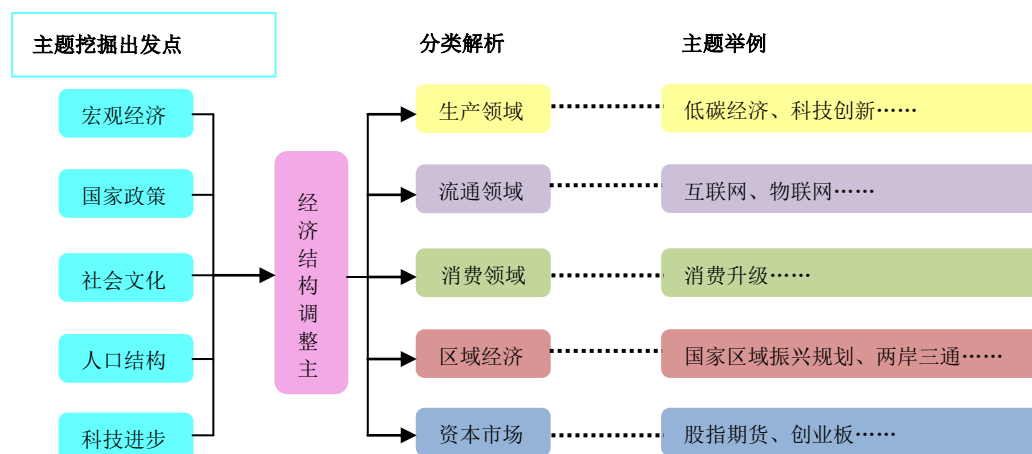 主题挖掘出发点
分类解析
主题举例
宏观经济
国家政策
社会文化
人口结构
科技进步
经济结构调整主
生产领域
低碳经济、科技创新……
流通领域
互联网、物联网……
消费领域
消费升级……
区域经济
国家区域振兴规划、两岸三通……
资本市场
股指期货、创业板……